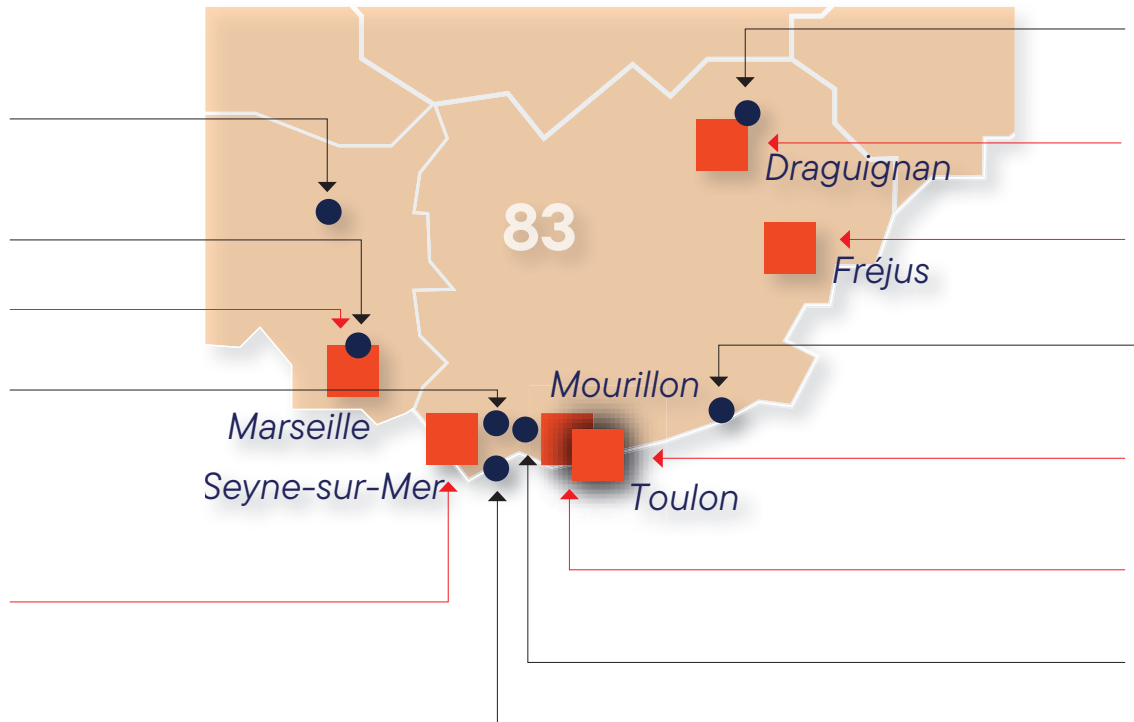 Draguignan
83
Fréjus
Mourillon
Marseille
Seyne-sur-Mer
Toulon